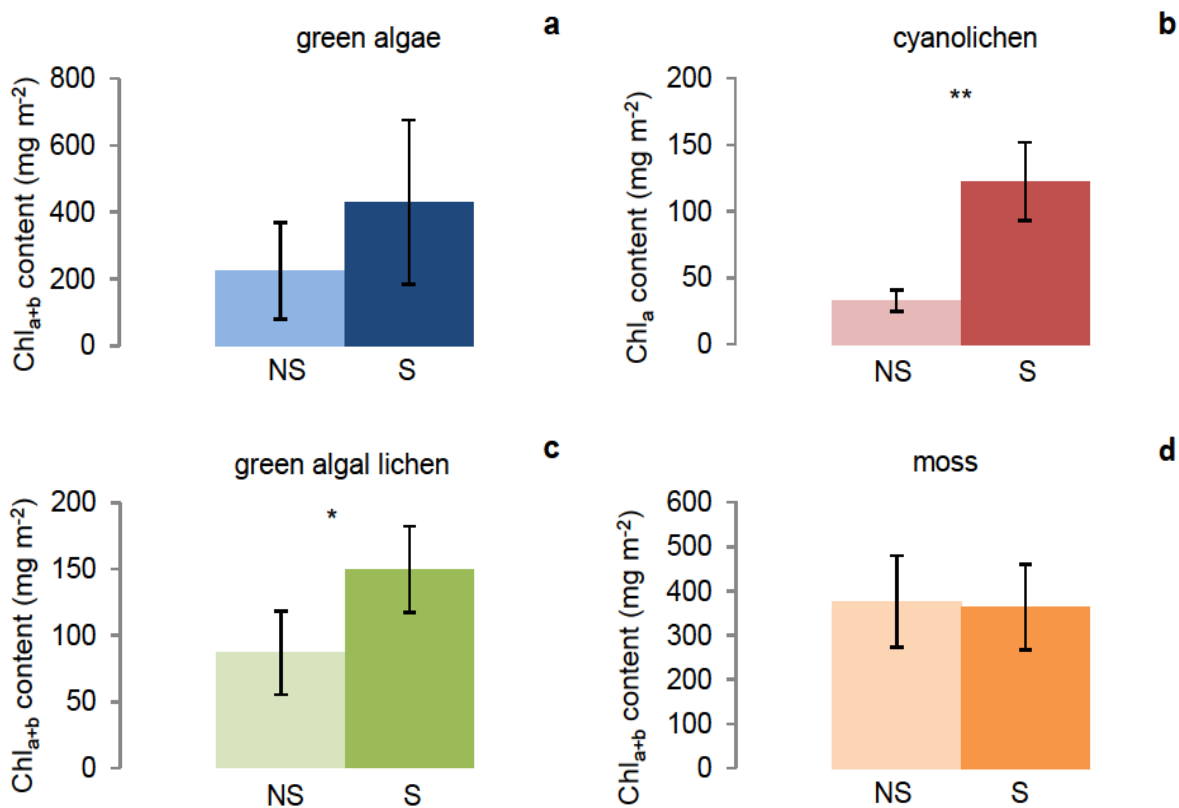 green algae
a
Chla+b content (mg m-2)
800
600
400
200
0
NS S
cyanolichen
b
Chla content (mg m-2)
200
150
100
50
0
**
NS S
green algal lichen
c
Chla+b content (mg m-2)
200
150
100
50
0
*
NS S
moss
d
Chla+b content (mg m-2)
600
500
400
300
200
100
0
NS S